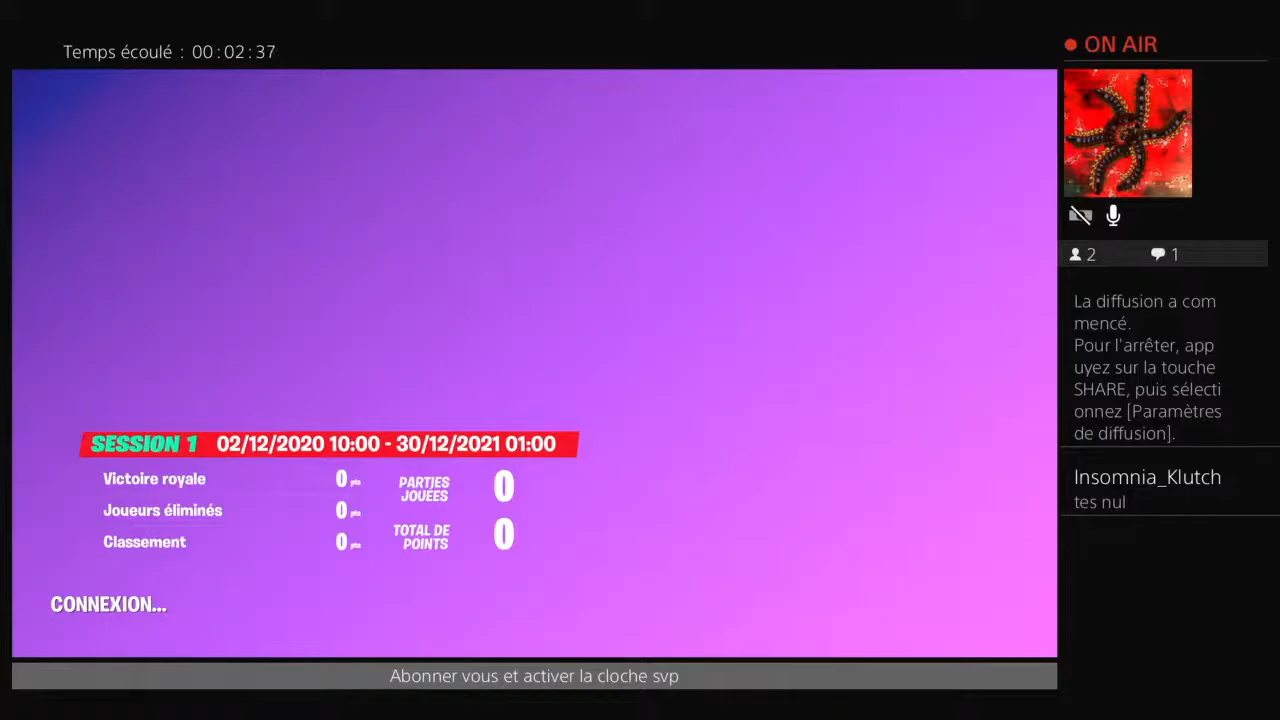 Temps écoulé : 00:02:37
ON AIR
2
1
La diffusion a com
mencé.
Pour l'arrêter, app
uyez sur la touche
SHARE, puis sélecti
onnez [Paramètres
de diffusion].
Insomnia_Klutch
tes nul
SESSION 1 02/12/2020 10:00 - 30/12/2021 01:00
Victoire royale 0 pts
Joueurs éliminés 0 pts
Classement 0 pts
PARTIES
JOUÉES 0
TOTAL DE
POINTS 0
CONNEXION...
Abonner vous et activer la cloche svp